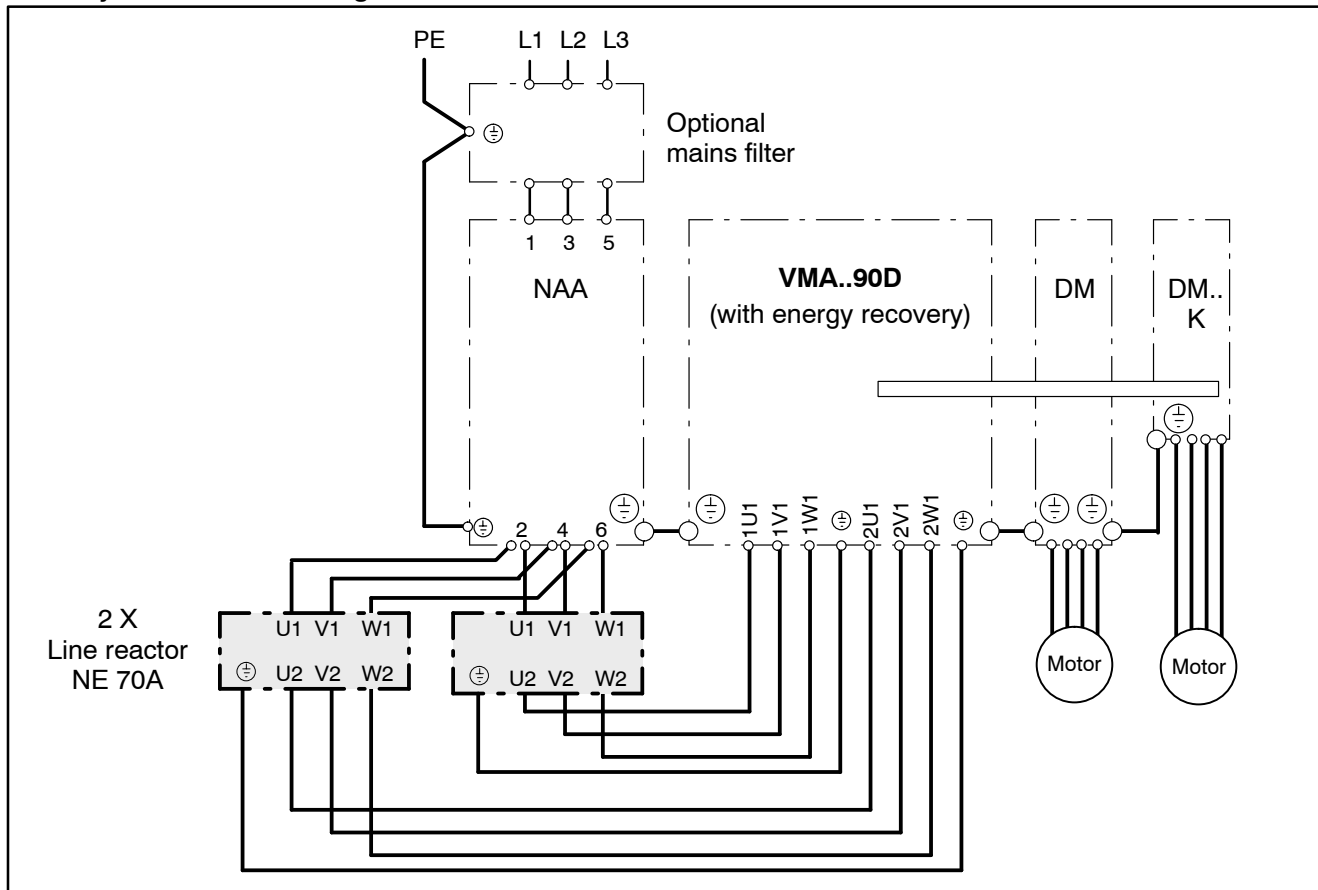 PE
L1 L2 L3
Optional
mains filter
1 3 5
NAA
VMA..90D
(with energy recovery)
DM
DM..
K
2 4 6
1U1
1V1
1W1
2U1
2V1
2W1
2 X
Line reactor
NE 70A
U1 V1 W1
U2 V2 W2
U1 V1 W1
U2 V2 W2
Motor
Motor